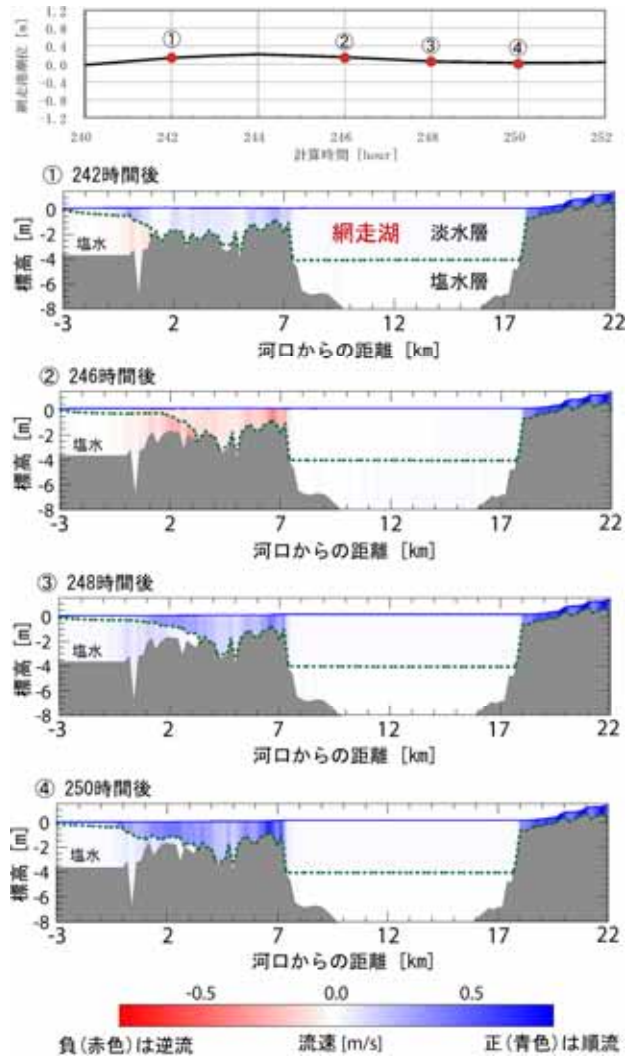 網走港潮位 [m]
1.2
0.8
0.4
0.0
-0.4
-0.8
-1.2
① ② ③ ④
240 242 244 246 248 250 252
計算時間 [hour]
① 242時間後
標高 [m]
0
-2
-4
-6
-8
塩水
網走湖 淡水層
塩水層
-3 2 7 12 17 22
河口からの距離 [km]
② 246時間後
標高 [m]
0
-2
-4
-6
-8
塩水
-3 2 7 12 17 22
河口からの距離 [km]
③ 248時間後
標高 [m]
0
-2
-4
-6
-8
塩水
-3 2 7 12 17 22
河口からの距離 [km]
④ 250時間後
標高 [m]
0
-2
-4
-6
-8
塩水
-3 2 7 12 17 22
河口からの距離 [km]
-0.5 0.0 0.5
負(赤色)は逆流 流速 [m/s] 正(青色)は順流